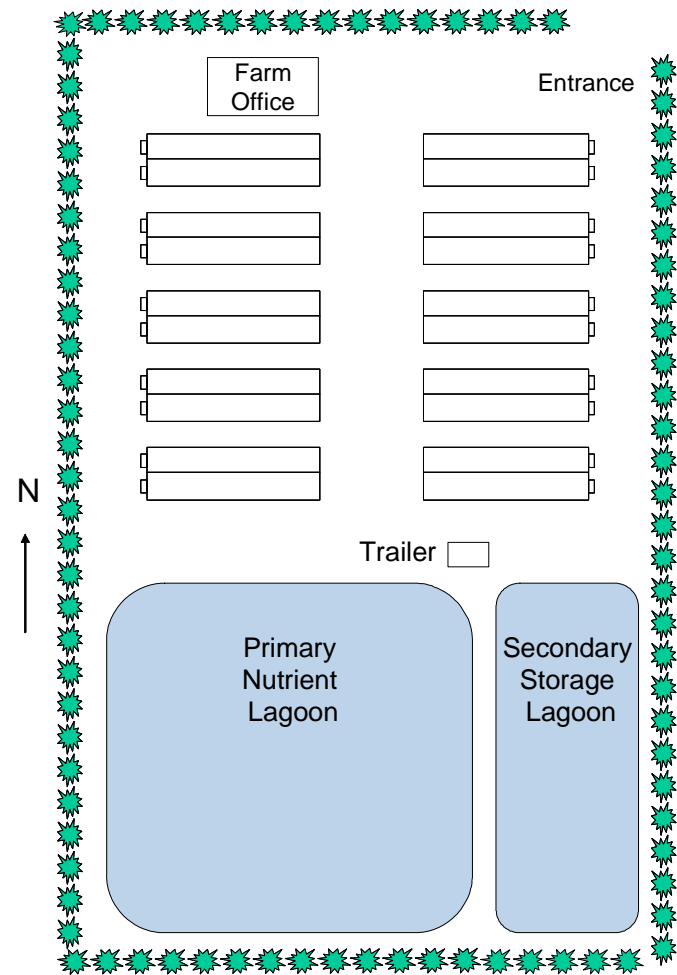 Farm
Office
Entrance
N
Trailer
Primary
Nutrient
Lagoon
Secondary
Storage
Lagoon